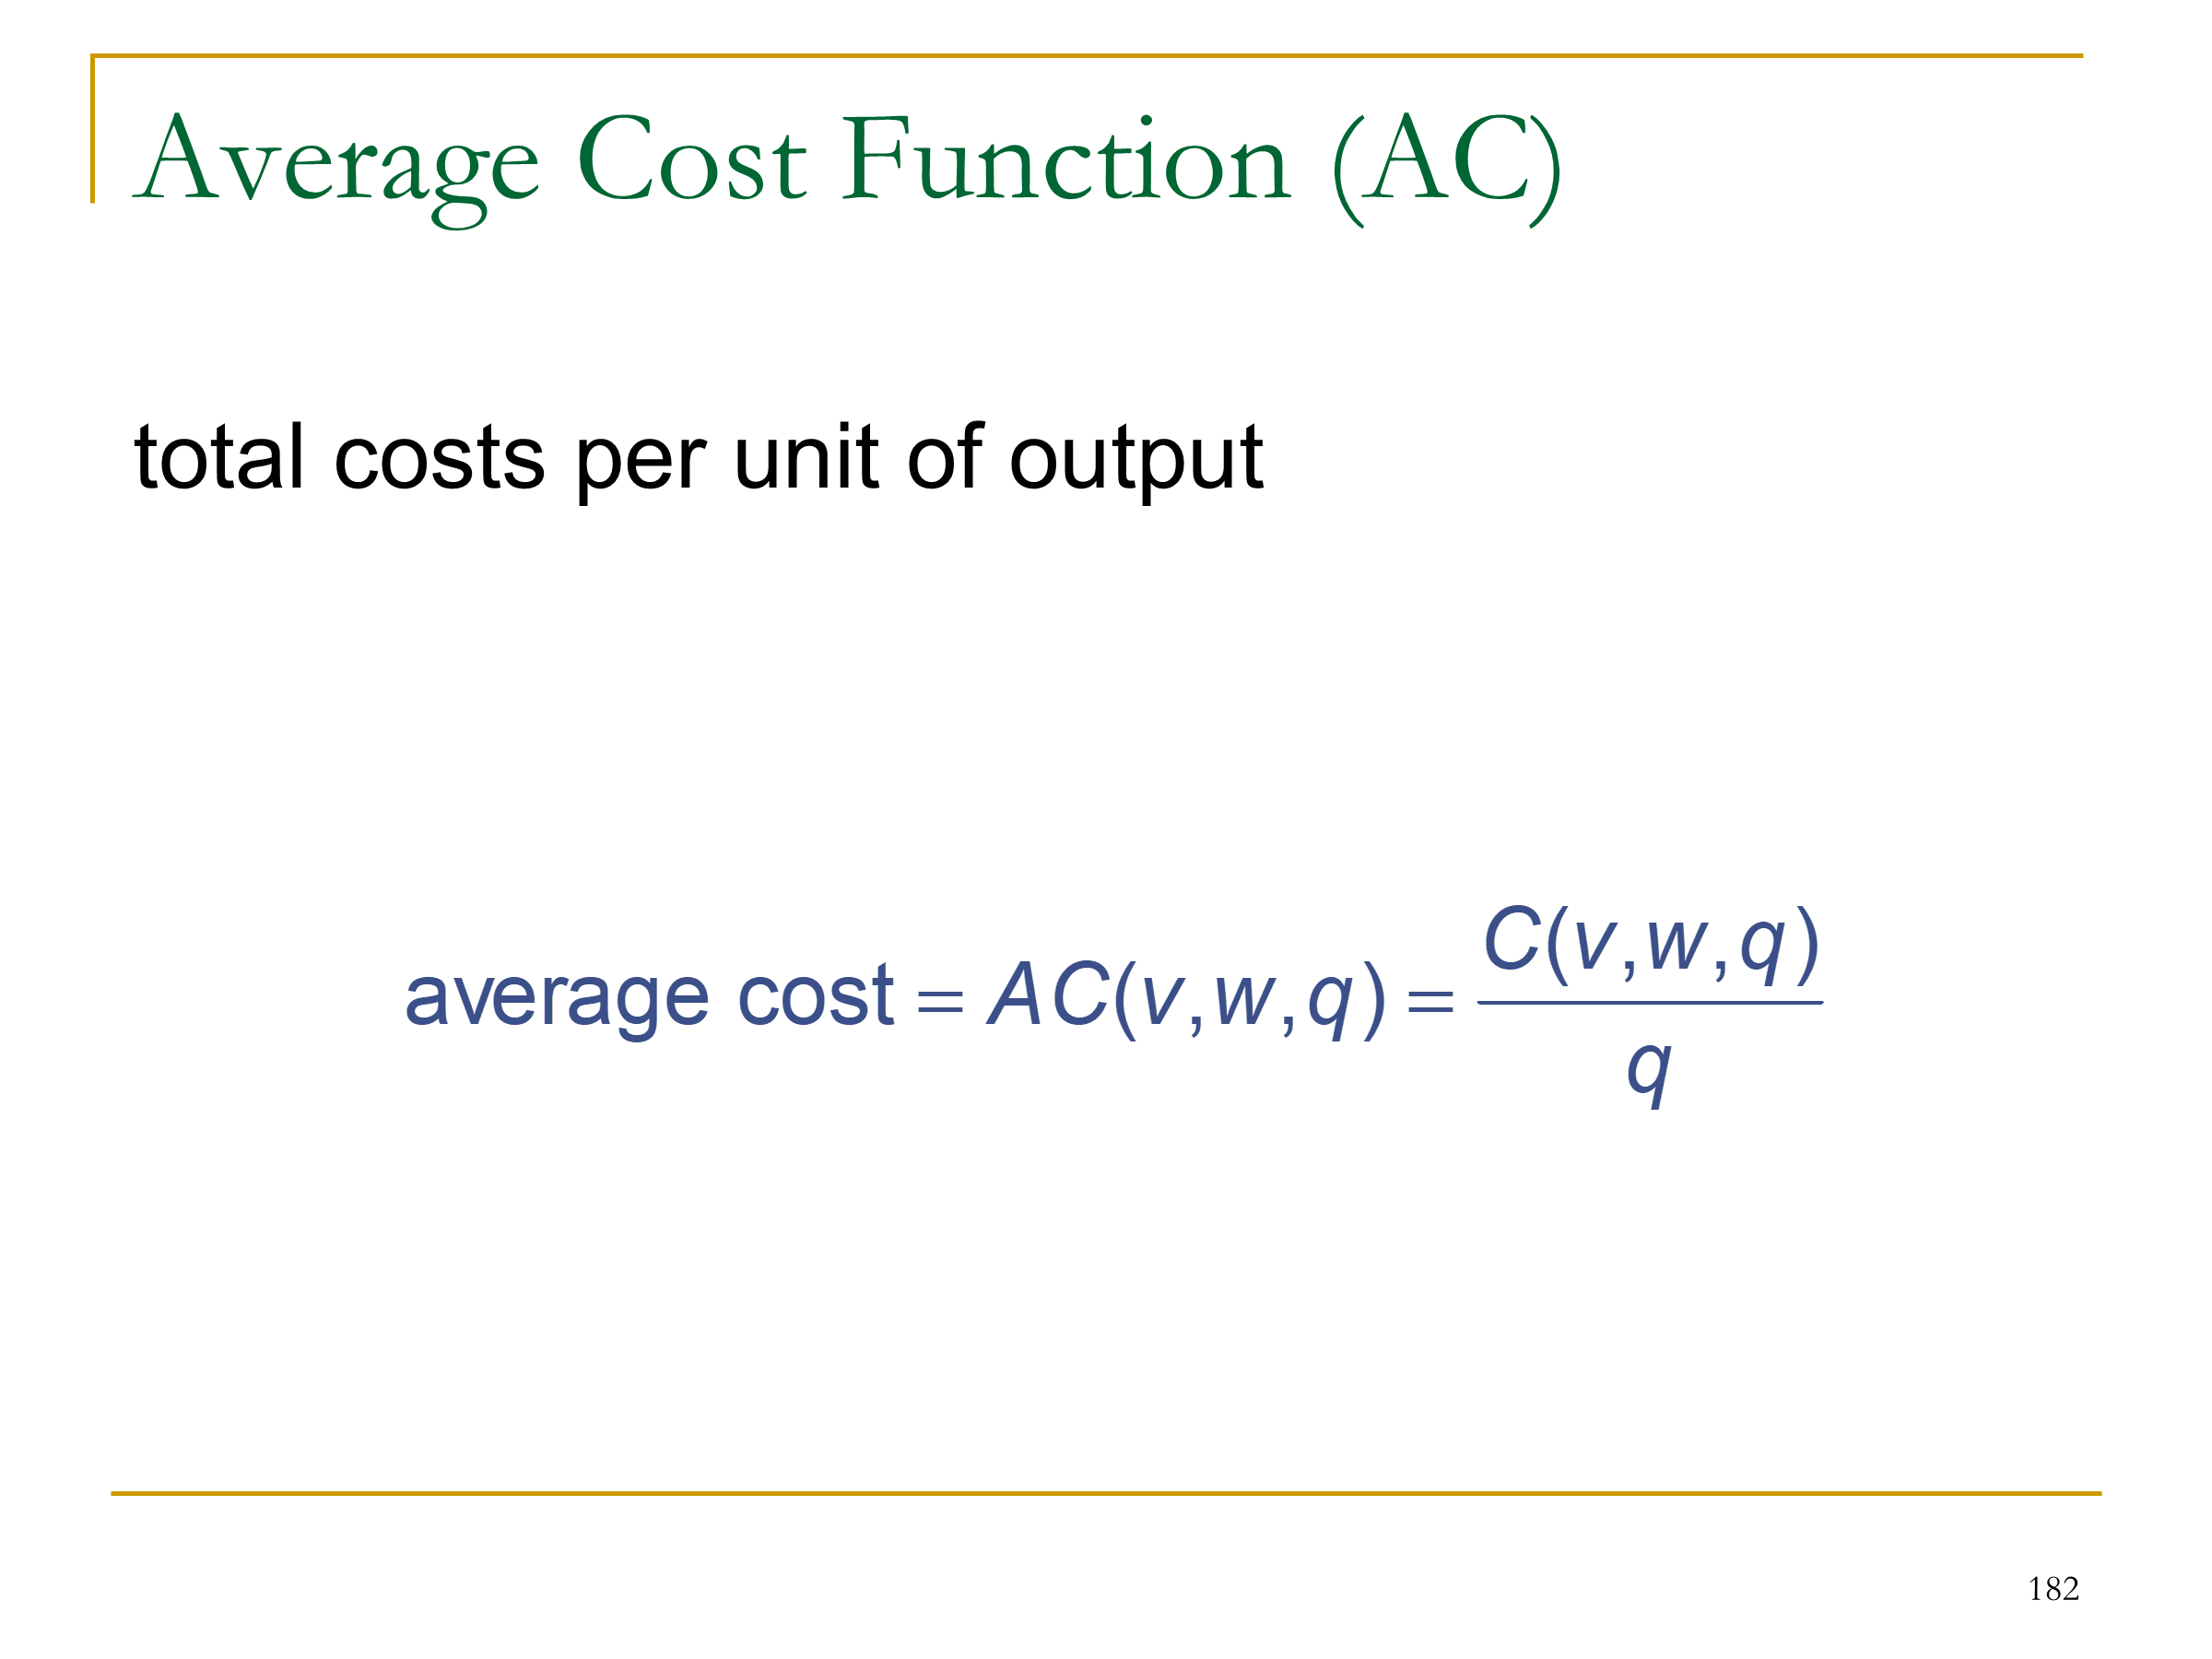 Average Cost Function (AC)
total costs per unit of output
average cost = AC(v,w,q) = C(v,w,q) / q
182